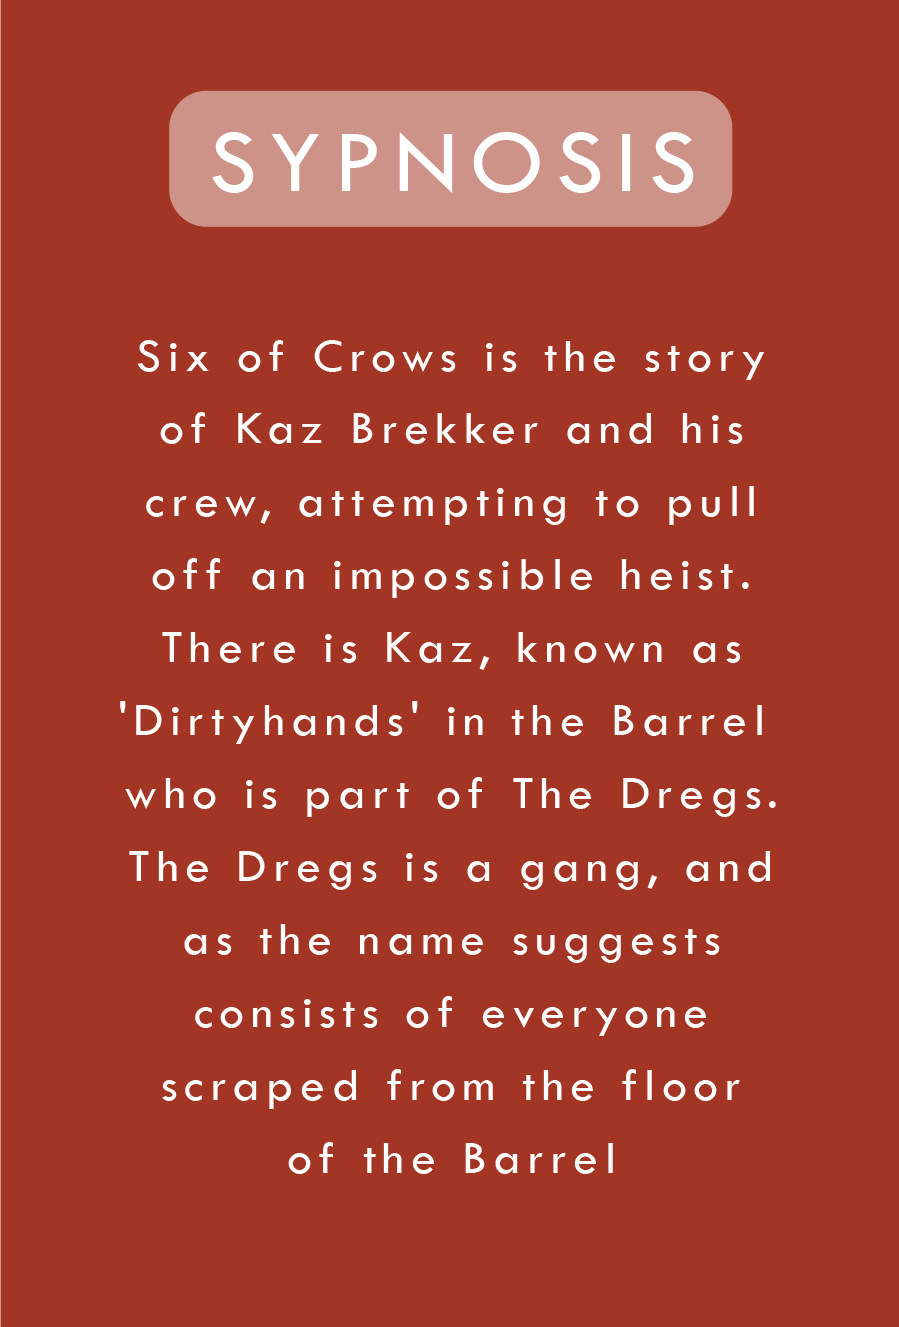 SYPNOSIS
Six of Crows is the story
of Kaz Brekker and his
crew, attempting to pull
off an impossible heist.
There is Kaz, known as
'Dirtyhands' in the Barrel
who is part of The Dregs.
The Dregs is a gang, and
as the name suggests
consists of everyone
scraped from the floor
of the Barrel